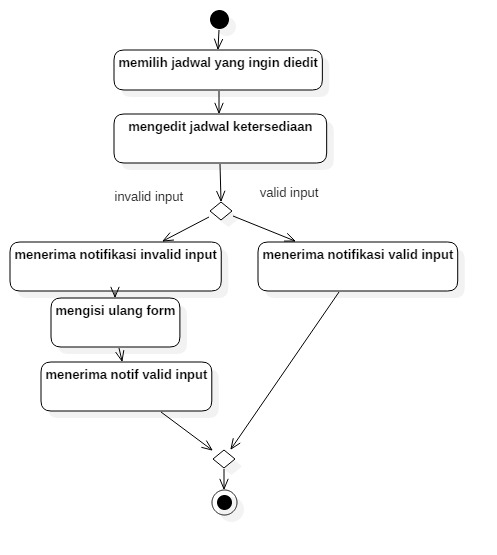 memilih jadwal yang ingin diedit
mengedit jadwal ketersediaan
invalid input
valid input
menerima notifikasi invalid input
menerima notifikasi valid input
mengisi ulang form
menerima notif valid input